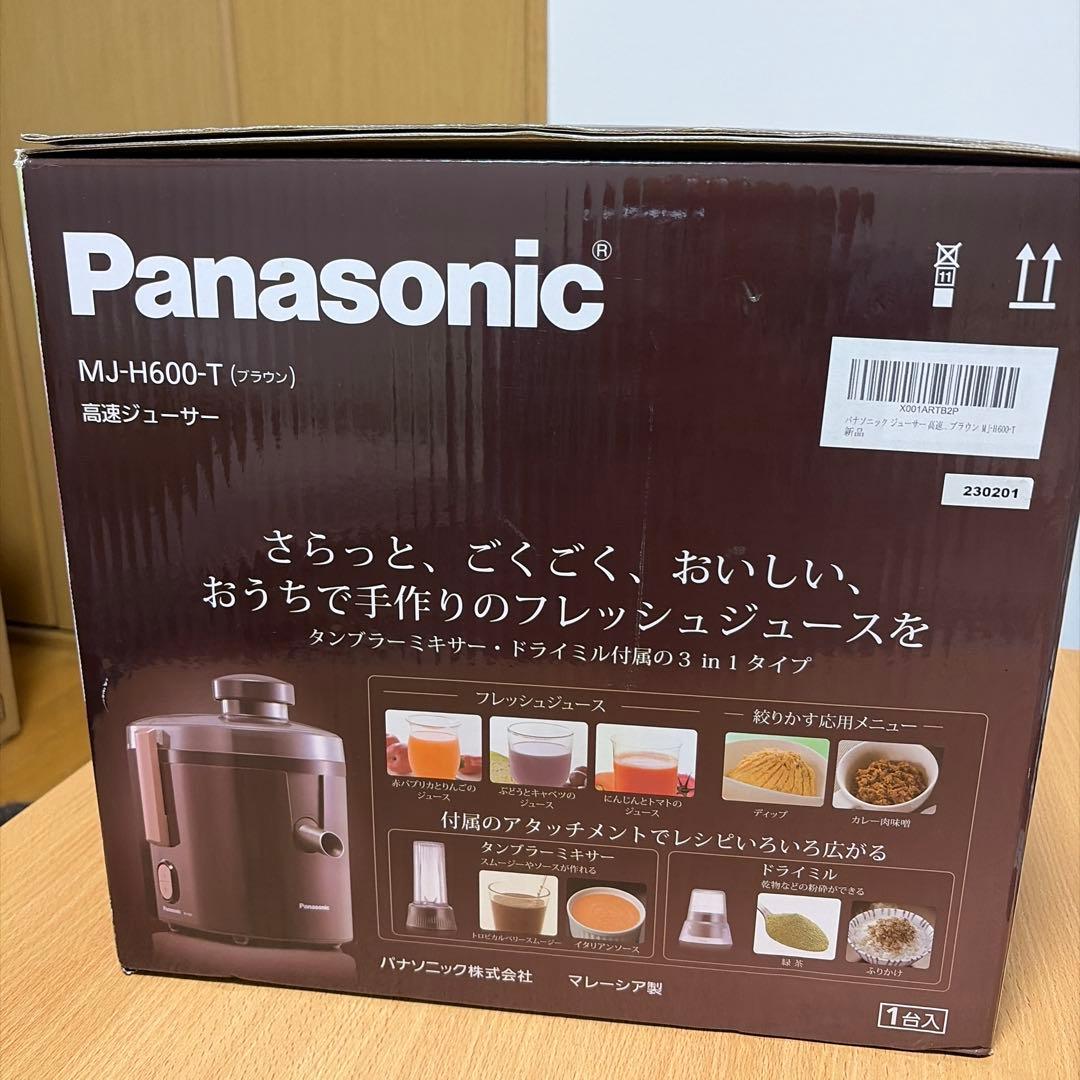 Panasonic®
MJ-H600-T (ブラウン)
高速ジューサー
11
X001ARTB2P
パナソニック ジューサー 高速... ブラウン MJ-H600-T
新品
230201
さらっと、ごくごく、おいしい、
おうちで手作りのフレッシュジュースを
タンブラーミキサー・ドライミル付属の3 in 1 タイプ
フレッシュジュース
赤パプリカとりんごの
ジュース
ぶどうとキャベツの
ジュース
にんじんとトマトの
ジュース
絞りかす応用メニュー
ディップ
カレー肉味噌
付属のアタッチメントでレシピいろいろ広がる
タンブラーミキサー
スムージーやソースが作れる
トロピカルベリースムージー
イタリアンソース
ドライミル
乾物などの粉砕ができる
緑茶
ふりかけ
Panasonic
Panasonic
パナソニック株式会社
マレーシア製
1台入